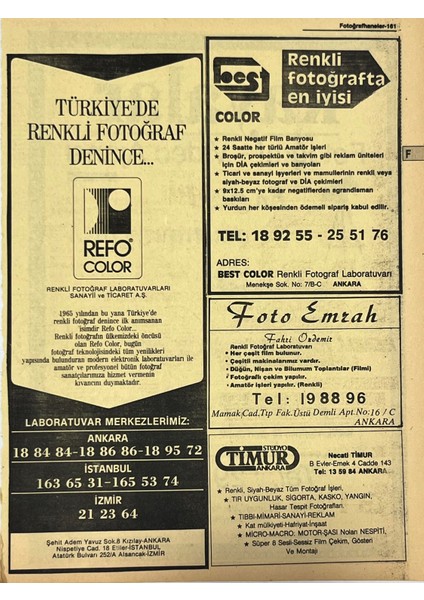 Fotoğrafhaneler-161
TÜRKİYE'DE
RENKLİ FOTOĞRAF
DENİNCE...
REFO
COLOR
RENKLİ FOTOĞRAF LABORATUVARLARI
SANAYİİ ve TİCARET A.Ş.
1965 yılından bu yana Türkiye'de
renkli fotoğraf denince ilk anımsanan
isimdir Refo Color...
Renkli fotoğrafın ülkemizdeki öncüsü
olan Refo Color, bugün
fotoğraf teknolojisindeki tüm yenilikleri
yapısında bulunduran modern elektronik laboratuvarları ile
amatör ve profesyonel bütün fotoğraf
sanatçılarımıza hizmet vermenin
kıvancını duymaktadır.
LABORATUVAR MERKEZLERİMİZ:
ANKARA
18 84 84-18 86 86-18 95 72
İSTANBUL
163 65 31-165 53 74
İZMİR
21 23 64
Şehit Adem Yavuz Sok.8 Kızılay-ANKARA
Nispetiye Cad. 18 Etiler-İSTANBUL
Atatürk Bulvarı 252/A Alsancak-İZMİR
best
COLOR
Renkli
fotoğrafta
en iyisi
★ Renkli Negatif Film Banyosu
★ 24 Saatte her türlü Amatör İşleri
★ Broşür, prospektüs ve takvim gibi reklam üniteleri
için DİA çekimleri ve banyoları
★ Ticari ve sanayi işyerleri ve mamullerinin renkli veya
siyah-beyaz fotograf ve DİA çekimleri
★ 9x12.5 cm'ye kadar negatiflerden agrandisman
baskıları
★ Yurdun her köşesinden ödemeli sipariş kabul edilir.
TEL: 18 92 55 - 25 51 76
ADRES:
BEST COLOR Renkli Fotograf Laboratuvarı
Menekşe Sok. No: 7/B-C ANKARA
F
Foto Emrah
Fahri Özdemir
Renkli Fotoğraf Laboratuvarı
• Her çeşit film bulunur.
• Çeşitli makinalarımız vardır.
• Düğün, Nişan ve Bilumum Toplantılar (Filmi)
• Fotoğraflı çekim yapılır.
• Amatör işleri yapılır. (Renkli)
Tel: 19 88 96
Mamak Cad.Tıp Fak.Üstü Demli Apt.No:16/C
ANKARA
STUDYO
TİMUR
ANKARA
Necati TİMUR
B Evler-Emek 4 Cadde 143
Tel: 13 59 84 ANKARA
★ Renkli, Siyah-Beyaz Tüm Fotoğraf İşleri,
★ TIR UYGUNLUK, SİGORTA, KASKO, YANGIN,
Hasar Tespit Fotoğrafları.
★ TIBBİ-MİMARİ-SANAYİ-REKLAM
★ Kat mülkiyeti-Hafriyat-İnşaat
★ MİCRO-MACRO: MOTOR-ŞASI Noları NESPİTİ,
★ Süper 8 Sesli-Sessiz Film Çekim, Gösteri
Ve Montajı